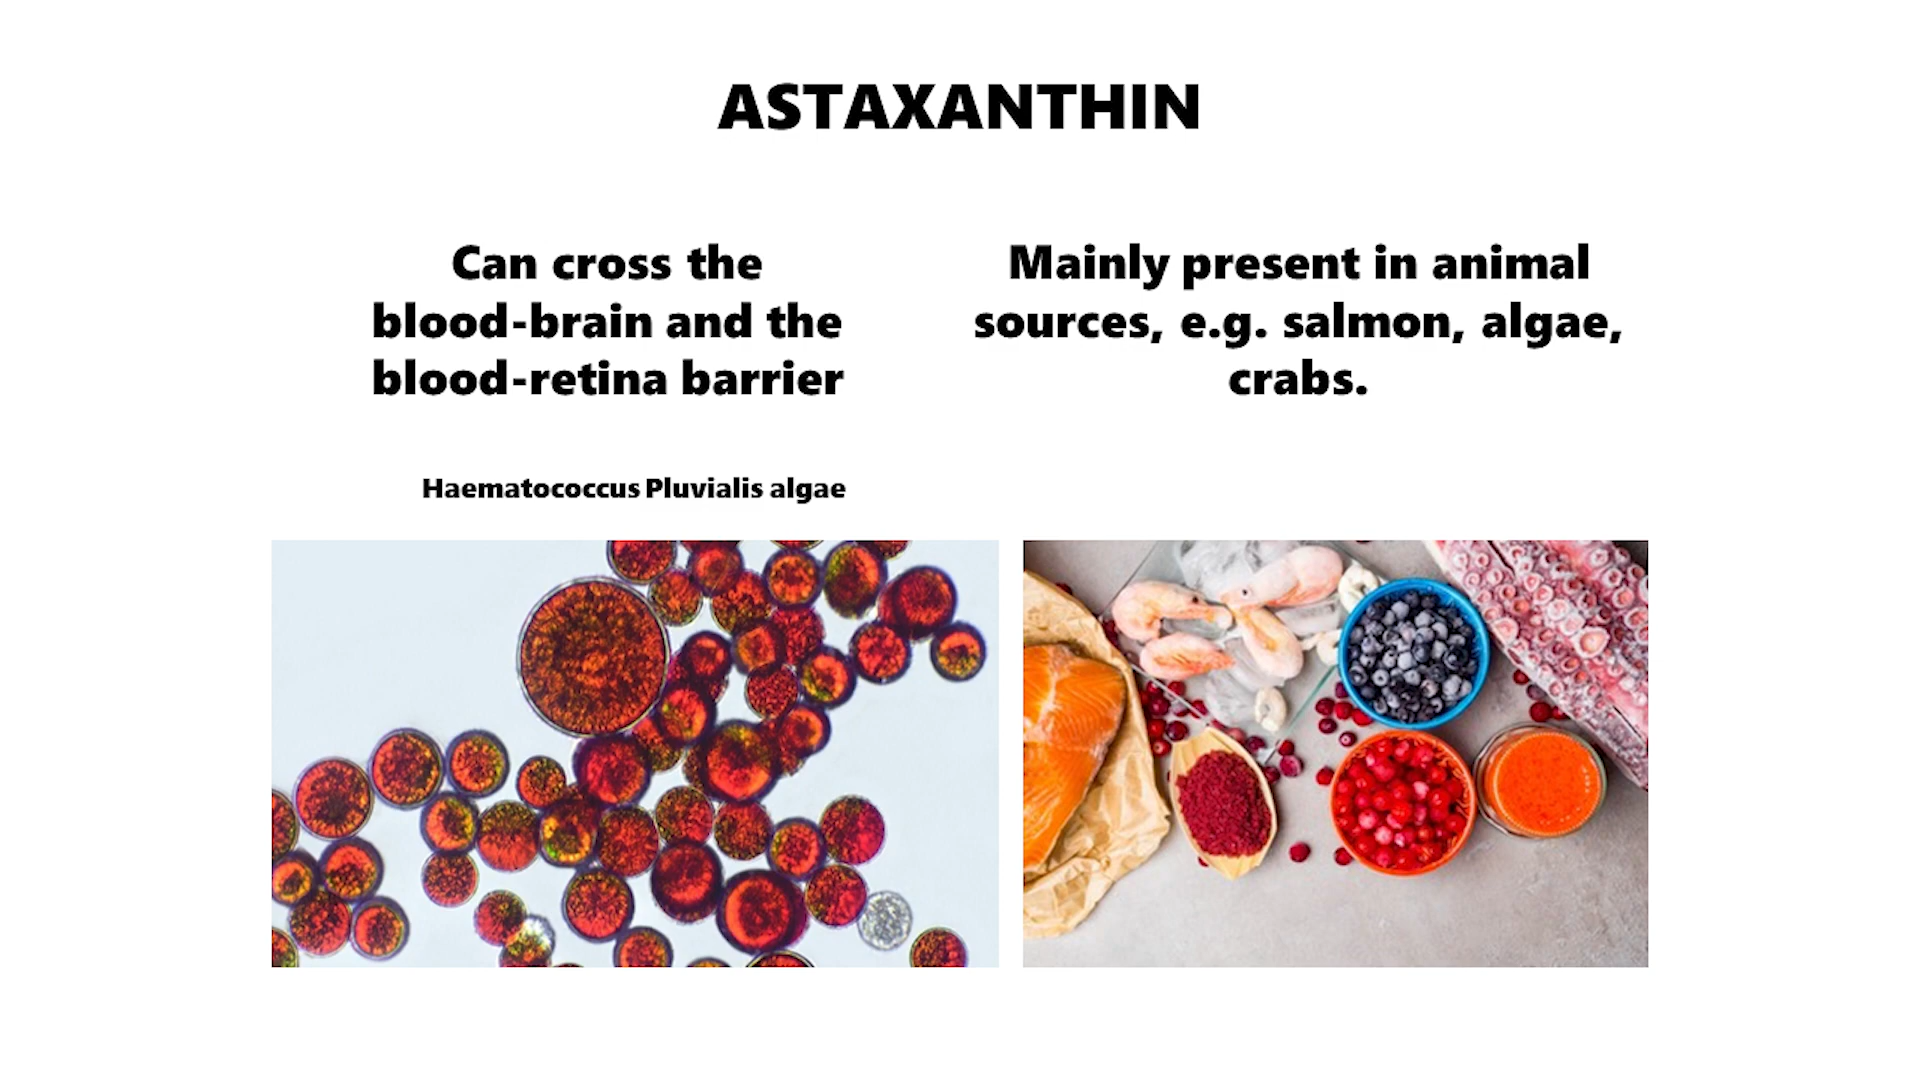 ASTAXANTHIN
Can cross the
blood-brain and the
blood-retina barrier
Mainly present in animal
sources, e.g. salmon, algae,
crabs.
Haematococcus Pluvialis algae